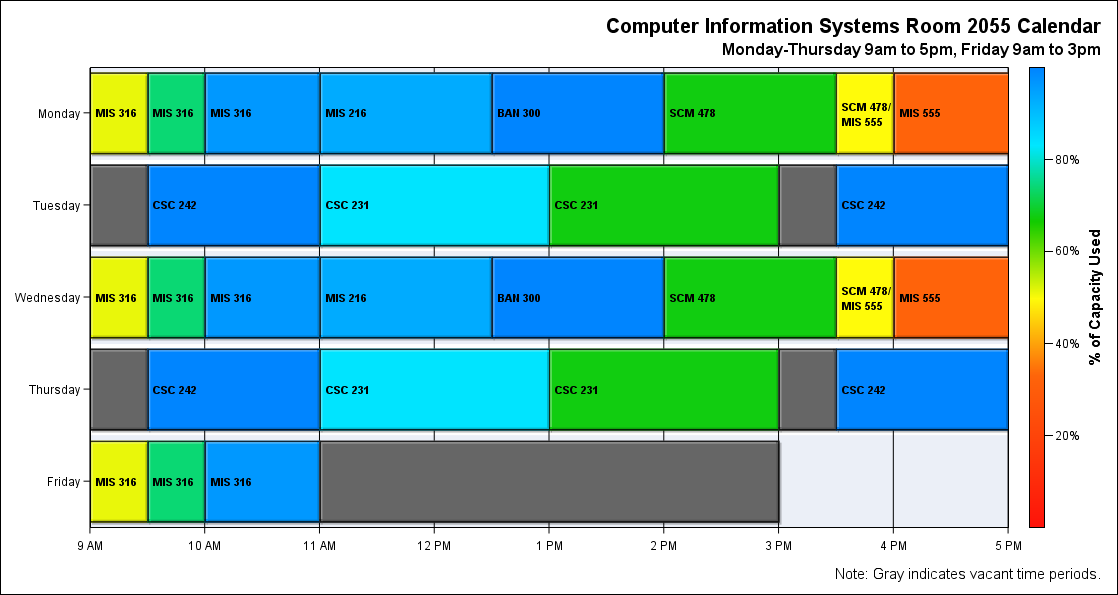 Computer Information Systems Room 2055 Calendar
Monday-Thursday 9am to 5pm, Friday 9am to 3pm
Monday
MIS 316
MIS 316
MIS 316
MIS 216
BAN 300
SCM 478
SCM 478/
MIS 555
MIS 555
Tuesday
CSC 242
CSC 231
CSC 231
CSC 242
Wednesday
MIS 316
MIS 316
MIS 316
MIS 216
BAN 300
SCM 478
SCM 478/
MIS 555
MIS 555
Thursday
CSC 242
CSC 231
CSC 231
CSC 242
Friday
MIS 316
MIS 316
MIS 316
9 AM
10 AM
11 AM
12 PM
1 PM
2 PM
3 PM
4 PM
5 PM
80%
60%
40%
20%
% of Capacity Used
Note: Gray indicates vacant time periods.